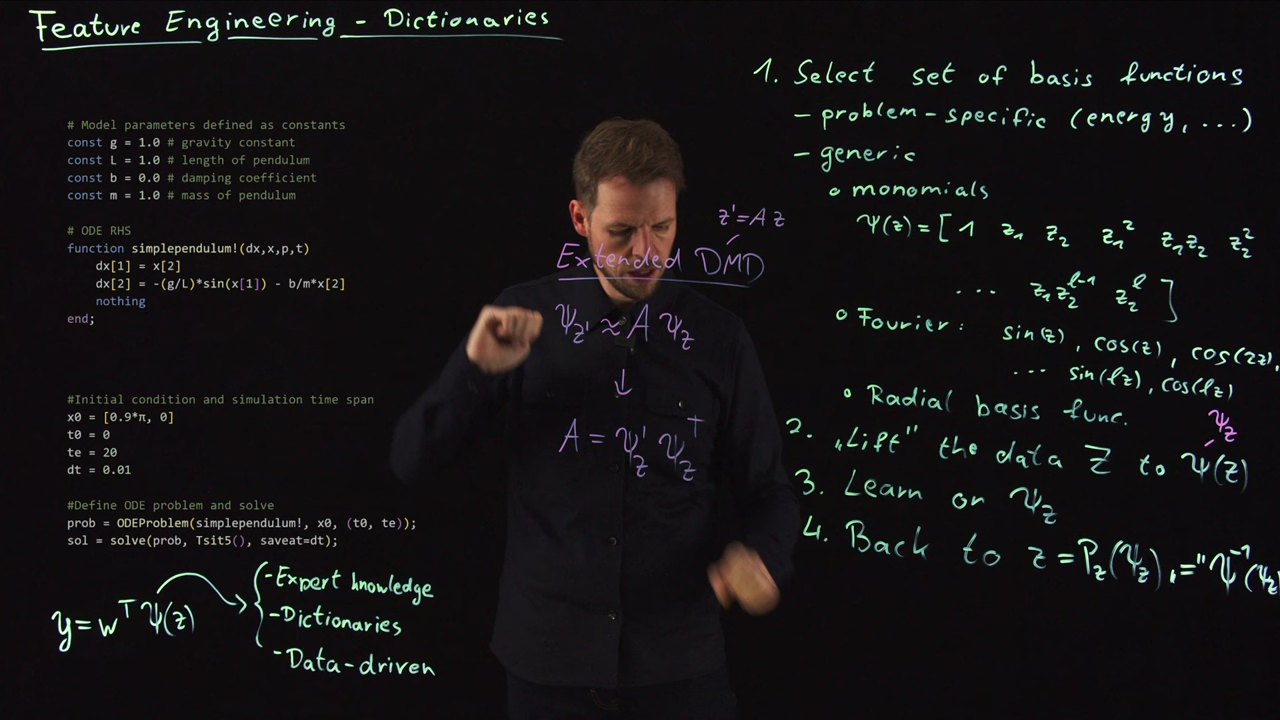 Feature Engineering - Dictionaries
# Model parameters defined as constants
const g = 1.0 # gravity constant
const L = 1.0 # length of pendulum
const b = 0.0 # damping coefficient
const m = 1.0 # mass of pendulum
# ODE RHS
function simplependulum!(dx,x,p,t)
dx[1] = x[2]
dx[2] = -(g/L)*sin(x[1]) - b/m*x[2]
nothing
end;
#Initial condition and simulation time span
x0 = [0.9*π, 0]
t0 = 0
te = 20
dt = 0.01
#Define ODE problem and solve
prob = ODEProblem(simplependulum!, x0, (t0, te));
sol = solve(prob, Tsit5(), saveat=dt);
y = wᵀ Ψ(z)
- Expert knowledge
- Dictionaries
- Data-driven
z' = A z
Extended DMD
Ψz' ≈ A Ψz
↓
A = Ψz' Ψz†
1. Select set of basis functions
- problem-specific (energy, ...)
- generic
o monomials
Ψ(z) = [ 1 z₁ z₂ z₁² z₁z₂ z₂²
... z₁z₂ˡ⁻¹ z₂ˡ ]
o Fourier: sin(z), cos(z), cos(2z),
... sin(lz), cos(lz)
o Radial basis func.
Ψz
2. „Lift" the data Z to Ψ(Z)
3. Learn on Ψz
4. Back to z = Pz(Ψz), „=" Ψ⁻¹(Ψz